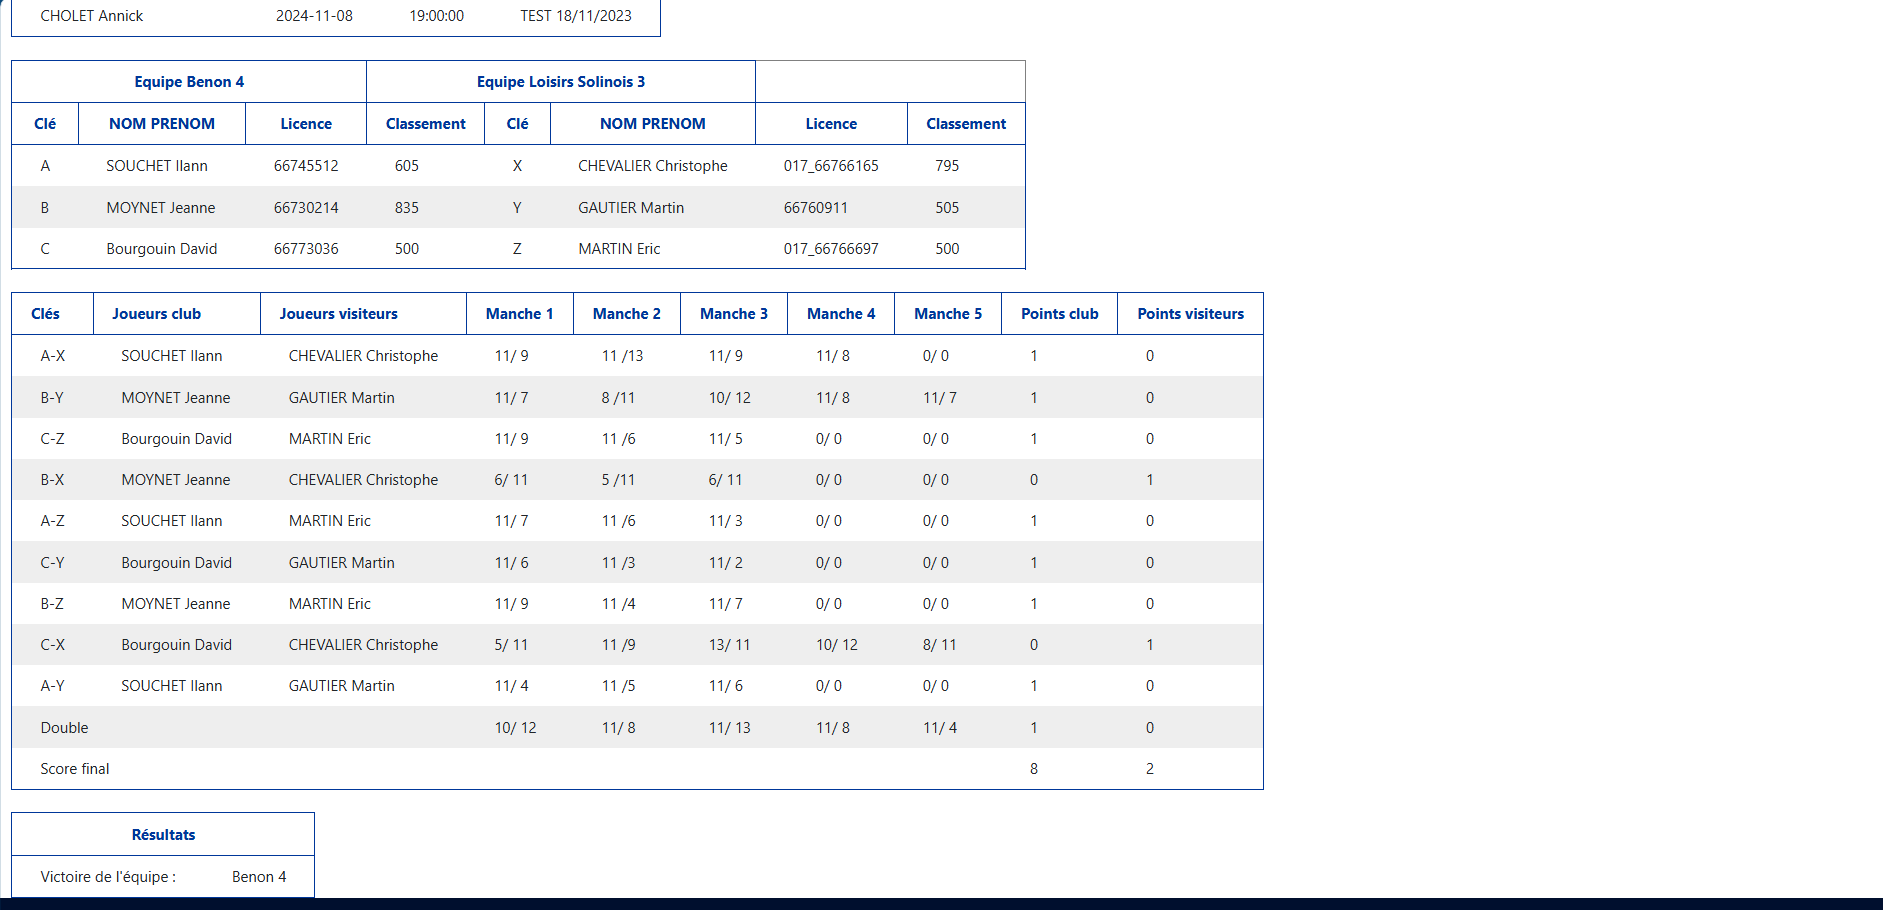 CHOLET Annick 2024-11-08 19:00:00 TEST 18/11/2023
Equipe Benon 4 Equipe Loisirs Solinois 3
Clé NOM PRENOM Licence Classement Clé NOM PRENOM Licence Classement
A SOUCHET Ilann 66745512 605 X CHEVALIER Christophe 017_66766165 795
B MOYNET Jeanne 66730214 835 Y GAUTIER Martin 66760911 505
C Bourgouin David 66773036 500 Z MARTIN Eric 017_66766697 500
Clés Joueurs club Joueurs visiteurs Manche 1 Manche 2 Manche 3 Manche 4 Manche 5 Points club Points visiteurs
A-X SOUCHET Ilann CHEVALIER Christophe 11/ 9 11 /13 11/ 9 11/ 8 0/ 0 1 0
B-Y MOYNET Jeanne GAUTIER Martin 11/ 7 8 /11 10/ 12 11/ 8 11/ 7 1 0
C-Z Bourgouin David MARTIN Eric 11/ 9 11 /6 11/ 5 0/ 0 0/ 0 1 0
B-X MOYNET Jeanne CHEVALIER Christophe 6/ 11 5 /11 6/ 11 0/ 0 0/ 0 0 1
A-Z SOUCHET Ilann MARTIN Eric 11/ 7 11 /6 11/ 3 0/ 0 0/ 0 1 0
C-Y Bourgouin David GAUTIER Martin 11/ 6 11 /3 11/ 2 0/ 0 0/ 0 1 0
B-Z MOYNET Jeanne MARTIN Eric 11/ 9 11 /4 11/ 7 0/ 0 0/ 0 1 0
C-X Bourgouin David CHEVALIER Christophe 5/ 11 11 /9 13/ 11 10/ 12 8/ 11 0 1
A-Y SOUCHET Ilann GAUTIER Martin 11/ 4 11 /5 11/ 6 0/ 0 0/ 0 1 0
Double 10/ 12 11/ 8 11/ 13 11/ 8 11/ 4 1 0
Score final 8 2
Résultats
Victoire de l'équipe : Benon 4